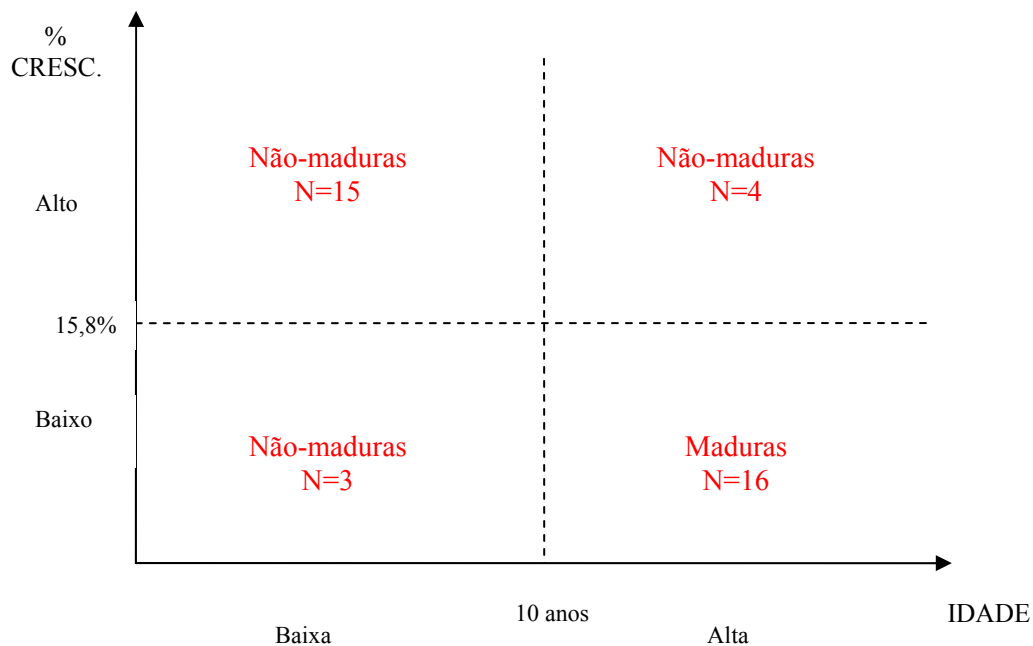 %
CRESC.
Não-maduras
N=15
Não-maduras
N=4
Alto
15,8%
Baixo
Não-maduras
N=3
Maduras
N=16
10 anos
IDADE
Baixa
Alta